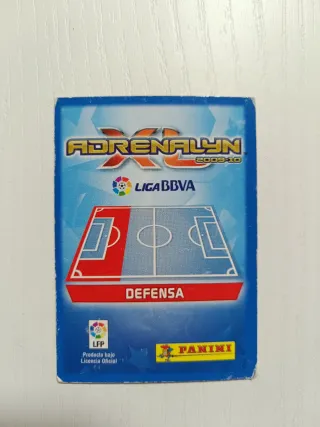 ADRENALYN
XL
2009-10
LIGA BBVA
DEFENSA
LFP
Producto bajo
Licencia Oficial
PANINI